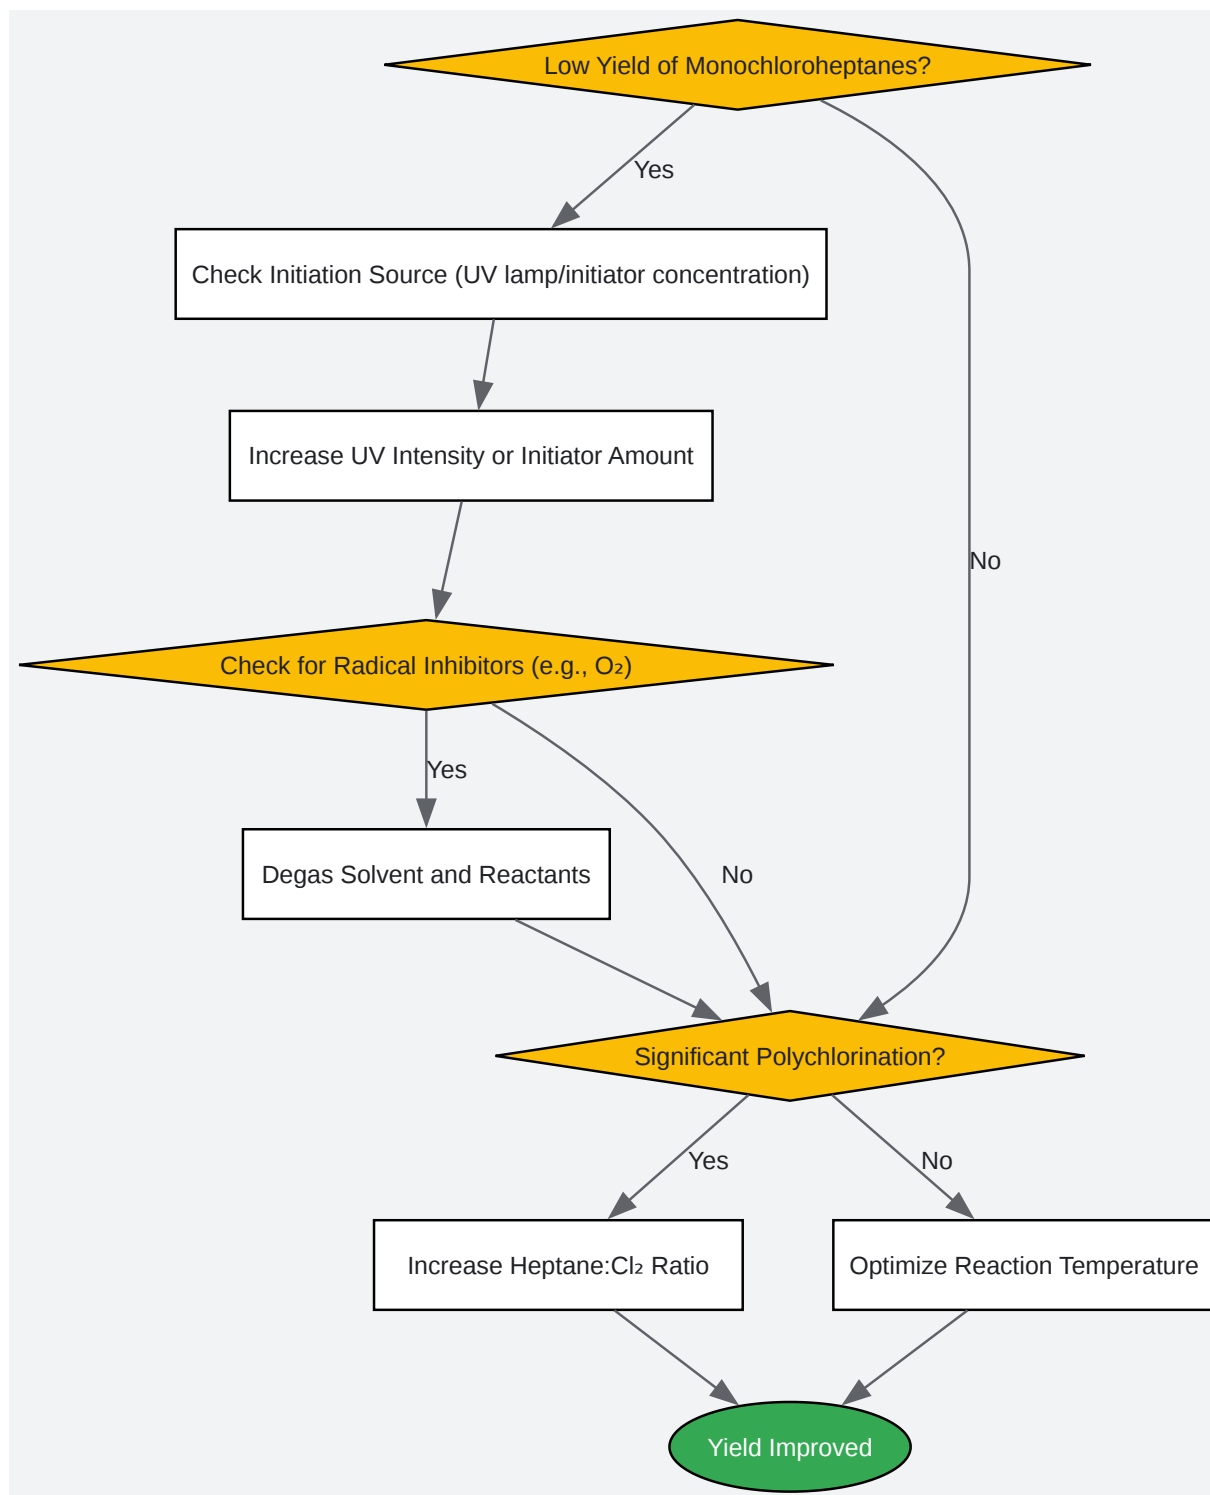 Low Yield of Monochloroheptanes?
Yes
Check Initiation Source (UV lamp/initiator concentration)
Increase UV Intensity or Initiator Amount
No
Check for Radical Inhibitors (e.g., O₂)
Yes
Degas Solvent and Reactants
No
Significant Polychlorination?
Yes
No
Increase Heptane:Cl₂ Ratio
Optimize Reaction Temperature
Yield Improved